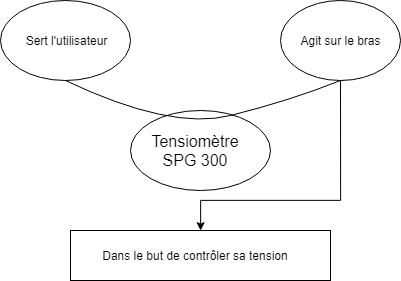 Sert l'utilisateur
Agit sur le bras
Tensiomètre
SPG 300
Dans le but de contrôler sa tension